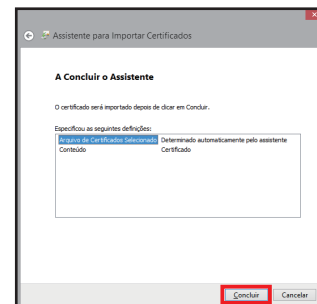 Assistente para Importar Certificados
A Concluir o Assistente
O certificado será importado depois de clicar em Concluir.
Especificou as seguintes definições:
Arquivo de Certificados Selecionado Determinado automaticamente pelo assistente
Conteúdo Certificado
Concluir Cancelar